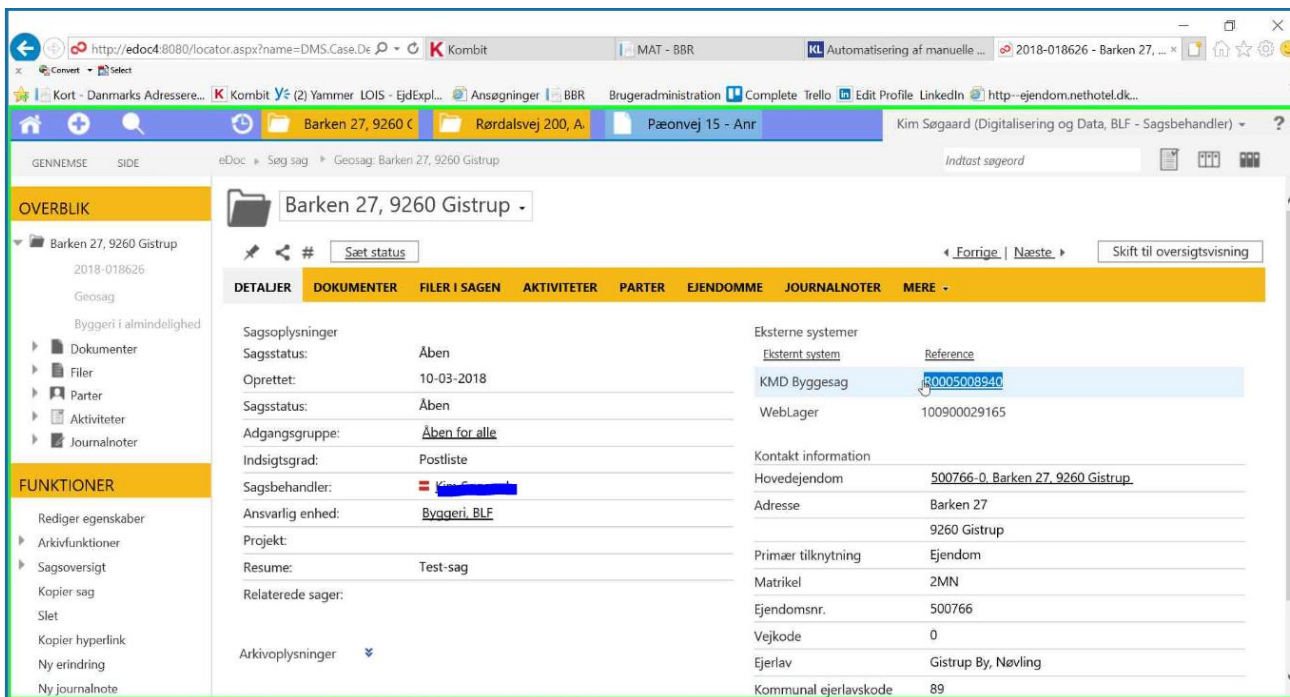 http://edoc4:8080/locator.aspx?name=DMS.Case.De
Kombit
MAT - BBR
KL Automatisering af manuelle ...
2018-018626 - Barken 27, ...
x Convert Select
Kort - Danmarks Adressere... K Kombit (2) Yammer LOIS - EjdExpl... Ansøgninger BBR Brugeradministration Complete Trello Edit Profile LinkedIn http--ejendom.nethotel.dk...
Barken 27, 9260 G
Rørdalsvej 200, A.
Pæonvej 15 - Anr
Kim Søgaard (Digitalisering og Data, BLF - Sagsbehandler)
?
GENNEMSE SIDE
eDoc Søg sag Geosag: Barken 27, 9260 Gistrup
Indtast søgeord
OVERBLIK
Barken 27, 9260 Gistrup
2018-018626
Geosag
Byggeri i almindelighed
Dokumenter
Filer
Parter
Aktiviteter
Journalnoter
FUNKTIONER
Rediger egenskaber
Arkivfunktioner
Sagsoversigt
Kopier sag
Slet
Kopier hyperlink
Ny erindring
Ny journalnote
Barken 27, 9260 Gistrup
# Sæt status
Forrige | Næste
Skift til oversigtsvisning
DETALJER DOKUMENTER FILER I SAGEN AKTIVITETER PARTER EJENDOMME JOURNALNOTER MERE
Sagsoplysninger
Sagsstatus: Åben
Oprettet: 10-03-2018
Sagsstatus: Åben
Adgangsgruppe: Åben for alle
Indsigtsgrad: Postliste
Sagsbehandler:
Ansvarlig enhed: Byggeri, BLF
Projekt:
Resume: Test-sag
Relaterede sager:
Arkivoplysninger
Eksterne systemer
Eksternt system Reference
KMD Byggesag R0005008940
WebLager 100900029165
Kontakt information
Hovedejendom 500766-0, Barken 27, 9260 Gistrup
Adresse Barken 27
9260 Gistrup
Primær tilknytning Ejendom
Matrikel 2MN
Ejendomsnr. 500766
Vejkode 0
Ejerlav Gistrup By, Nøvling
Kommunal ejerlavskode 89